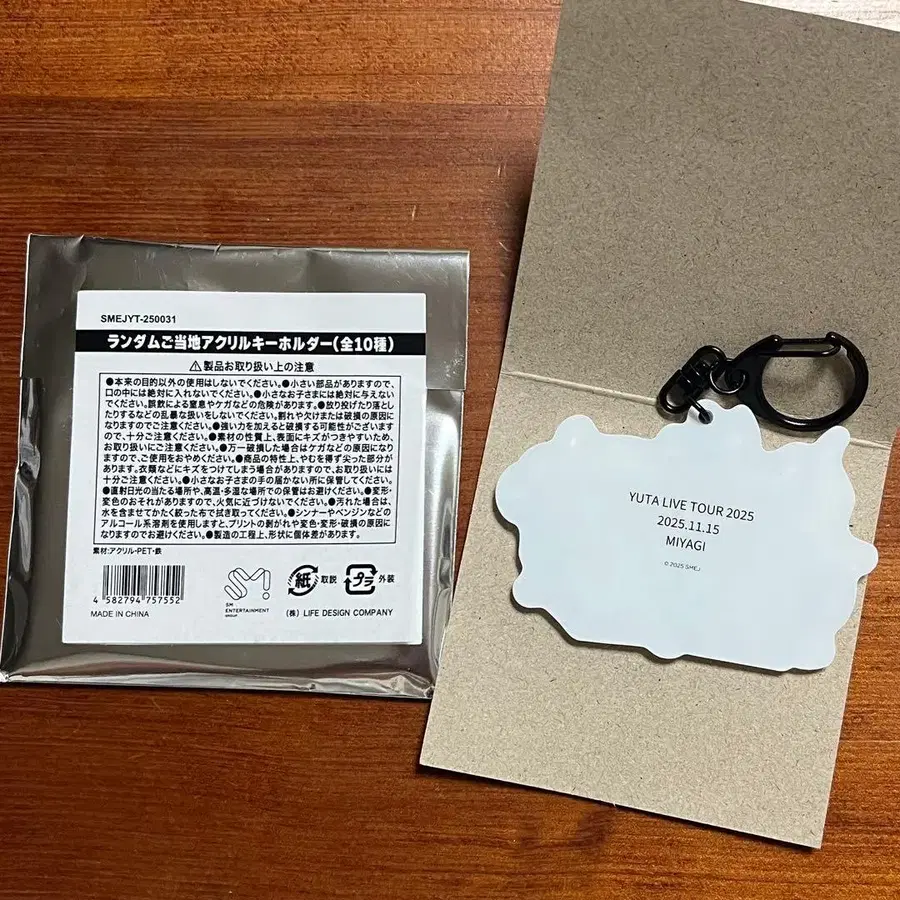 SMEJYT-250031
ランダムご当地アクリルキーホルダー(全10種)
⚠製品お取り扱い上の注意
●本来の目的以外の使用はしないでください。●小さい部品がありますので、
口の中には絶対に入れないでください。●小さなお子さまには絶対に与えない
でください。誤飲による窒息やケガなどの危険があります。●放り投げたり落とし
たりするなどの乱暴な扱いをしないでください。割れや欠けまたは破損の原因に
なりますのでご注意ください。●強い力を加えると破損する可能性がございます
ので、十分ご注意ください。●素材の性質上、表面にキズがつきやすいため、
お取り扱いにご注意ください。●万一破損した場合はケガなどの原因になり
ますので、ご使用をおやめください。●商品の特性上、やむを得ず尖った部分が
あります。衣類などにキズをつけてしまう場合がありますので、お取り扱いには
十分ご注意ください。●小さなお子さまの手の届かない所に保管してください。
●直射日光の当たる場所や、高温・多湿な場所での保管はお避けください。●変形・
変色のおそれがありますので、火気に近づけないでください。●汚れた場合は、
水を含ませてかたく絞った布で拭き取ってください。●シンナーやベンジンなどの
アルコール系溶剤を使用しますと、プリントの剥がれや変色・変形・破損の原因に
なりますのでお避けください。●製造の工程上、形状に個体差があります。
素材:アクリル・PET・鉄
4 582794 757552
MADE IN CHINA
SM
ENTERTAINMENT
GROUP
紙 取説
プラ 外装
(株) LIFE DESIGN COMPANY
YUTA LIVE TOUR 2025
2025.11.15
MIYAGI
© 2025 SMEJ